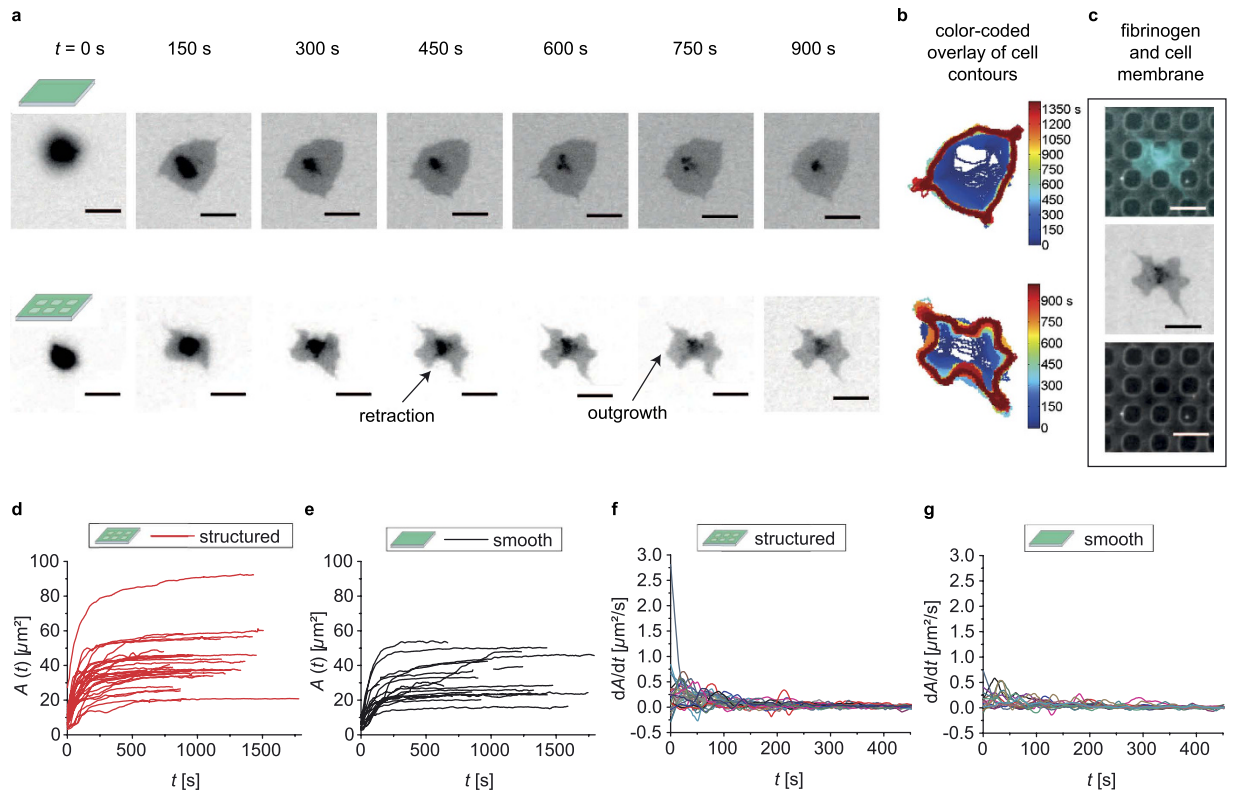 a
t = 0 s 150 s 300 s 450 s 600 s 750 s 900 s
retraction
outgrowth
b
color-coded
overlay of cell
contours
1350 s
1200
1050
900
750
600
450
300
150
0
900 s
750
600
450
300
150
0
c
fibrinogen
and cell
membrane
d
structured
A (t) [µm²]
100
80
60
40
20
0
0 500 1000 1500
t [s]
e
smooth
A (t) [µm²]
100
80
60
40
20
0
0 450 900 1350 1800
t [s]
f
structured
dA/dt [µm²/s]
3.0
2.5
2.0
1.5
1.0
0.5
0.0
-0.5
0 100 200 300 400
t [s]
g
smooth
dA/dt [µm²/s]
3.0
2.5
2.0
1.5
1.0
0.5
0.0
-0.5
0 100 200 300 400
t [s]